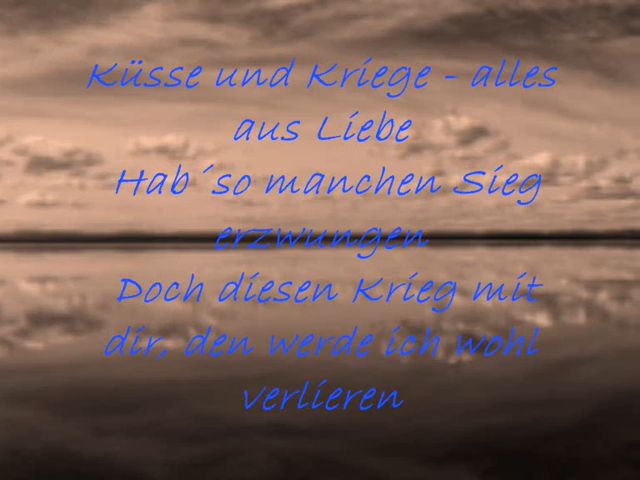 Küsse und Kriege - alles
aus Liebe
Hab´so manchen Sieg
erzwungen
Doch diesen Krieg mit
dir, den werde ich wohl
verlieren